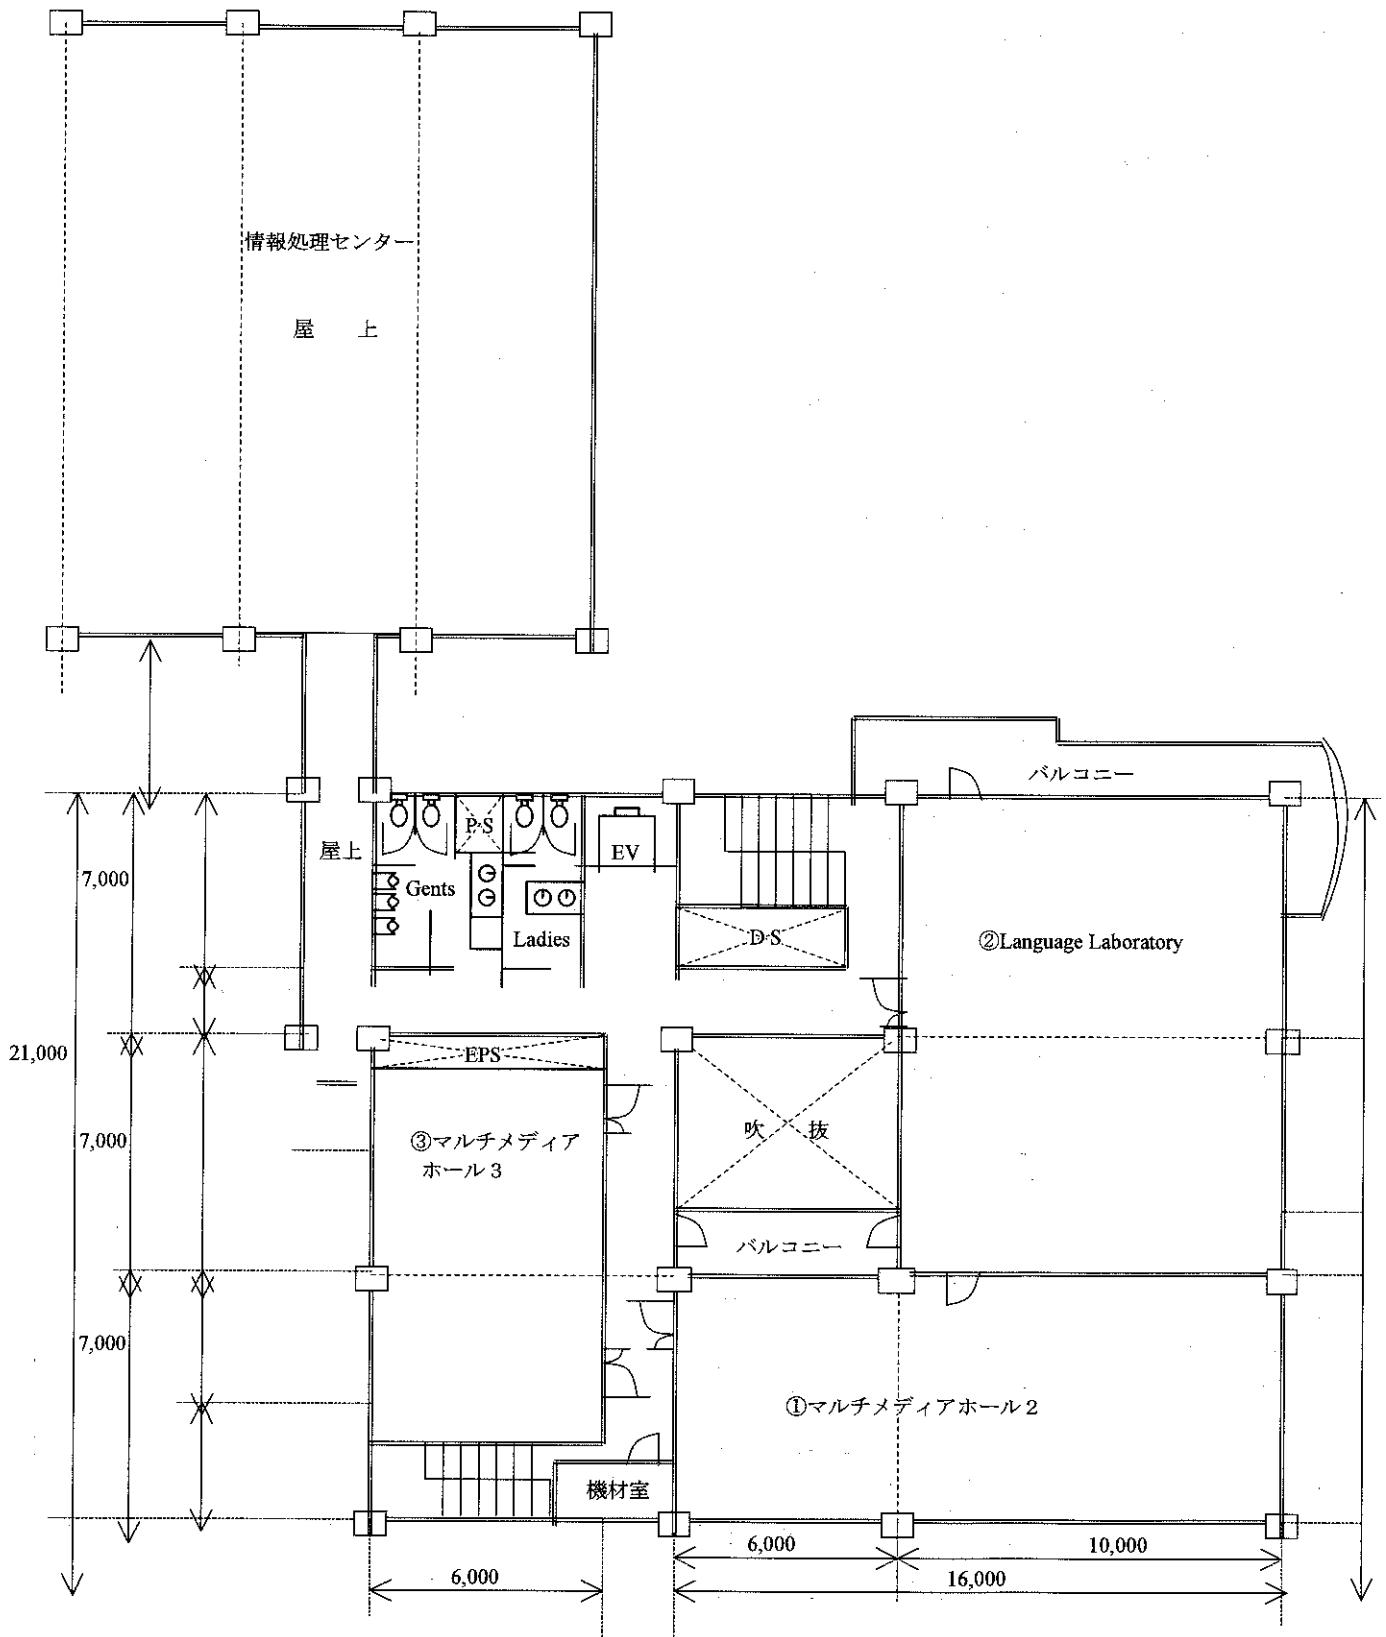 情報処理センター
屋　上
バルコニー
屋上
P・S
EV
7,000
Gents
Ladies
D・S
②Language Laboratory
21,000
EPS
7,000
③マルチメディア
ホール３
吹　抜
バルコニー
7,000
①マルチメディアホール２
機材室
6,000
10,000
6,000
16,000